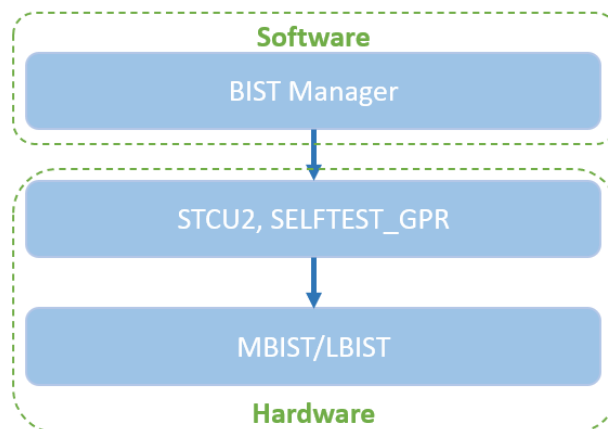 Software
BIST Manager
STCU2, SELFTEST_GPR
MBIST/LBIST
Hardware